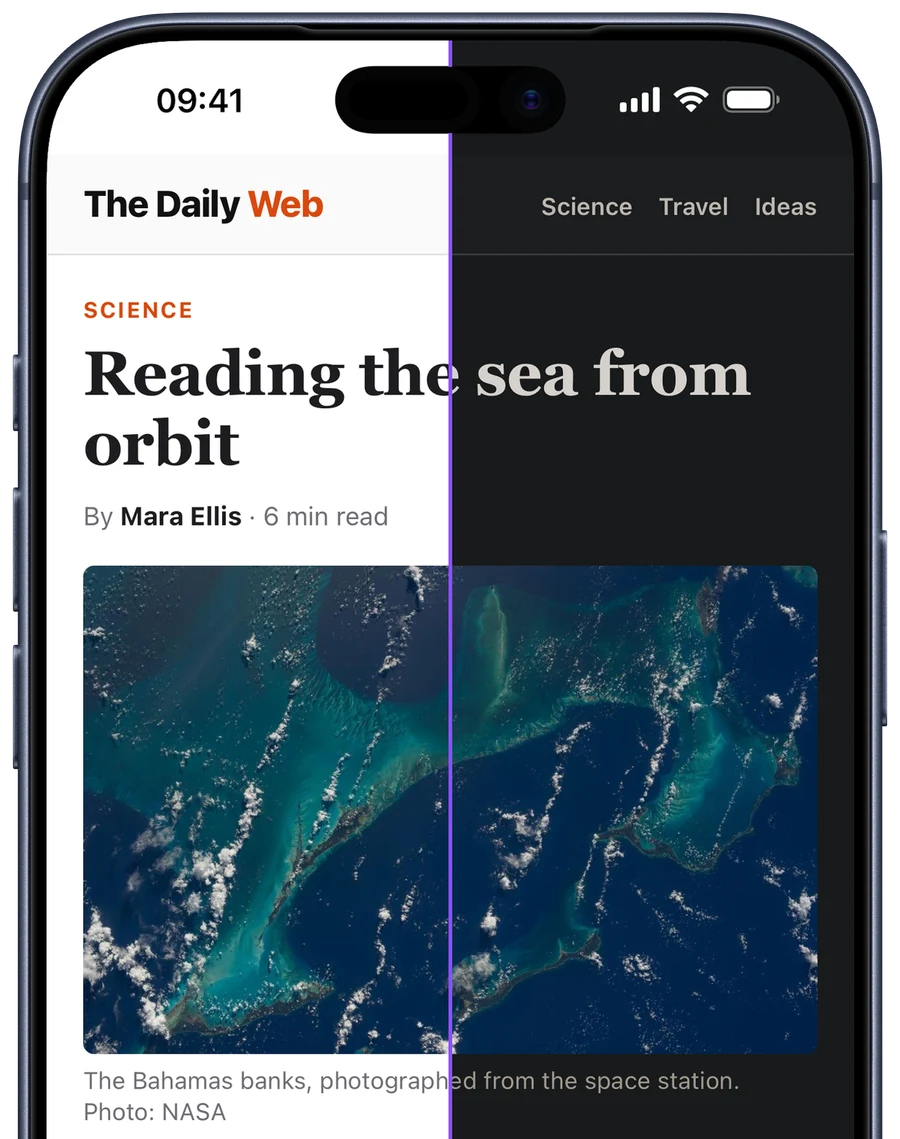 09:41
The Daily Web
Science Travel Ideas
SCIENCE
Reading the sea from
orbit
By Mara Ellis · 6 min read
The Bahamas banks, photographed from the space station.
Photo: NASA